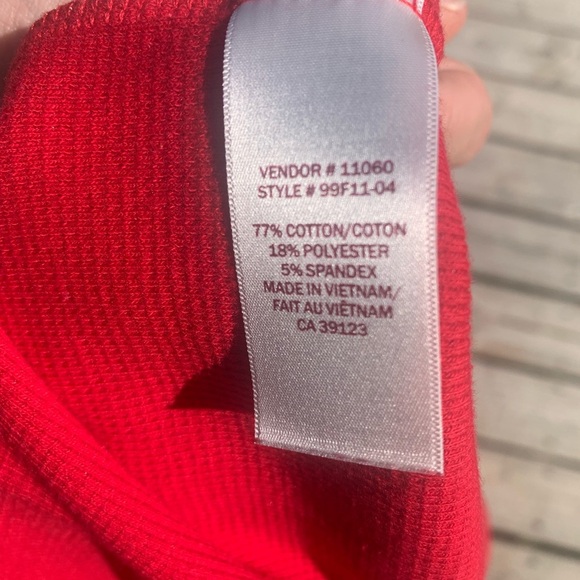 VENDOR # 11060
STYLE # 99F11-04
77% COTTON/COTON
18% POLYESTER
5% SPANDEX
MADE IN VIETNAM/
FAIT AU VIÊTNAM
CA 39123